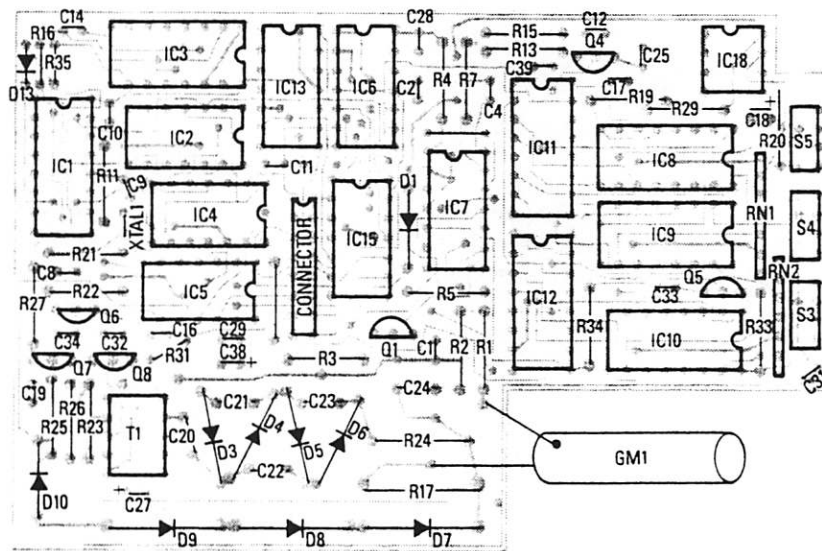 C14
R16
R35
D13
IC3
IC13
IC6
C28
C2
R4
R7
C4
R15
R13
C39
C12
Q4
C25
C17
R19
R29
IC18
C18
R20
S5
IC1
C10
R11
C9
IC2
C11
XTAL1
IC4
CONNECTOR
IC15
D1
IC7
IC11
IC8
RN1
IC9
S4
R21
C8
R22
R27
Q6
IC5
C16
C29
R31
C38
R3
Q1
R5
C11
R2
R1
IC12
R34
C33
Q5
IC10
R33
RN2
S3
C34
C32
Q7
Q8
C19
R25
R26
R23
T1
C20
C27
D10
C21
D3
D4
C22
C23
D5
D6
C24
R24
R17
GM1
D9
D8
D7